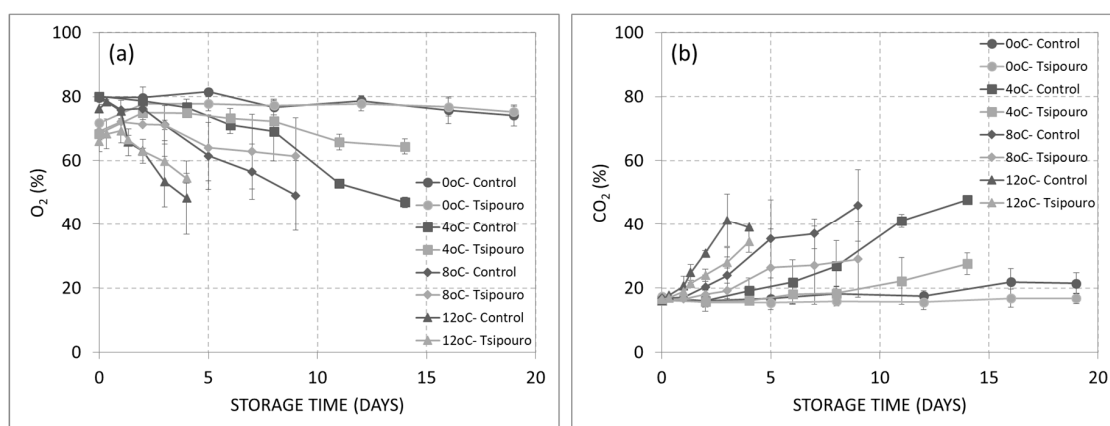 (a)
100
80
60
40
20
0
O2 (%)
0 5 10 15 20
STORAGE TIME (DAYS)
0oC- Control
0oC- Tsipouro
4oC- Control
4oC- Tsipouro
8oC- Control
8oC- Tsipouro
12oC- Control
12oC- Tsipouro
(b)
100
80
60
40
20
0
CO2 (%)
0 5 10 15 20
STORAGE TIME (DAYS)
0oC- Control
0oC- Tsipouro
4oC- Control
4oC- Tsipouro
8oC- Control
8oC- Tsipouro
12oC- Control
12oC- Tsipouro